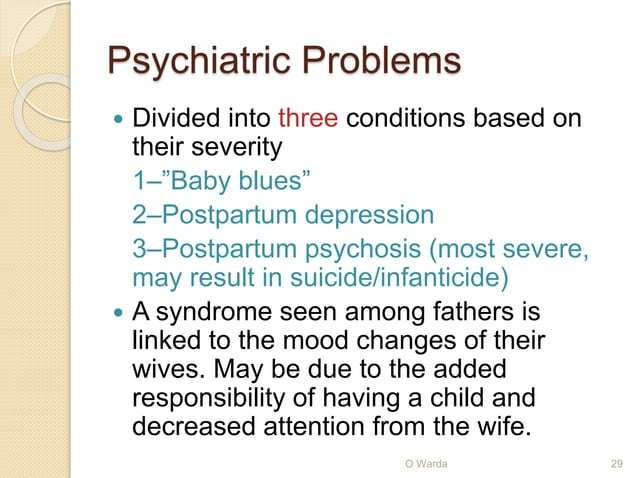 Psychiatric Problems
• Divided into three conditions based on
their severity
1–”Baby blues”
2–Postpartum depression
3–Postpartum psychosis (most severe,
may result in suicide/infanticide)
• A syndrome seen among fathers is
linked to the mood changes of their
wives. May be due to the added
responsibility of having a child and
decreased attention from the wife.
O Warda
29